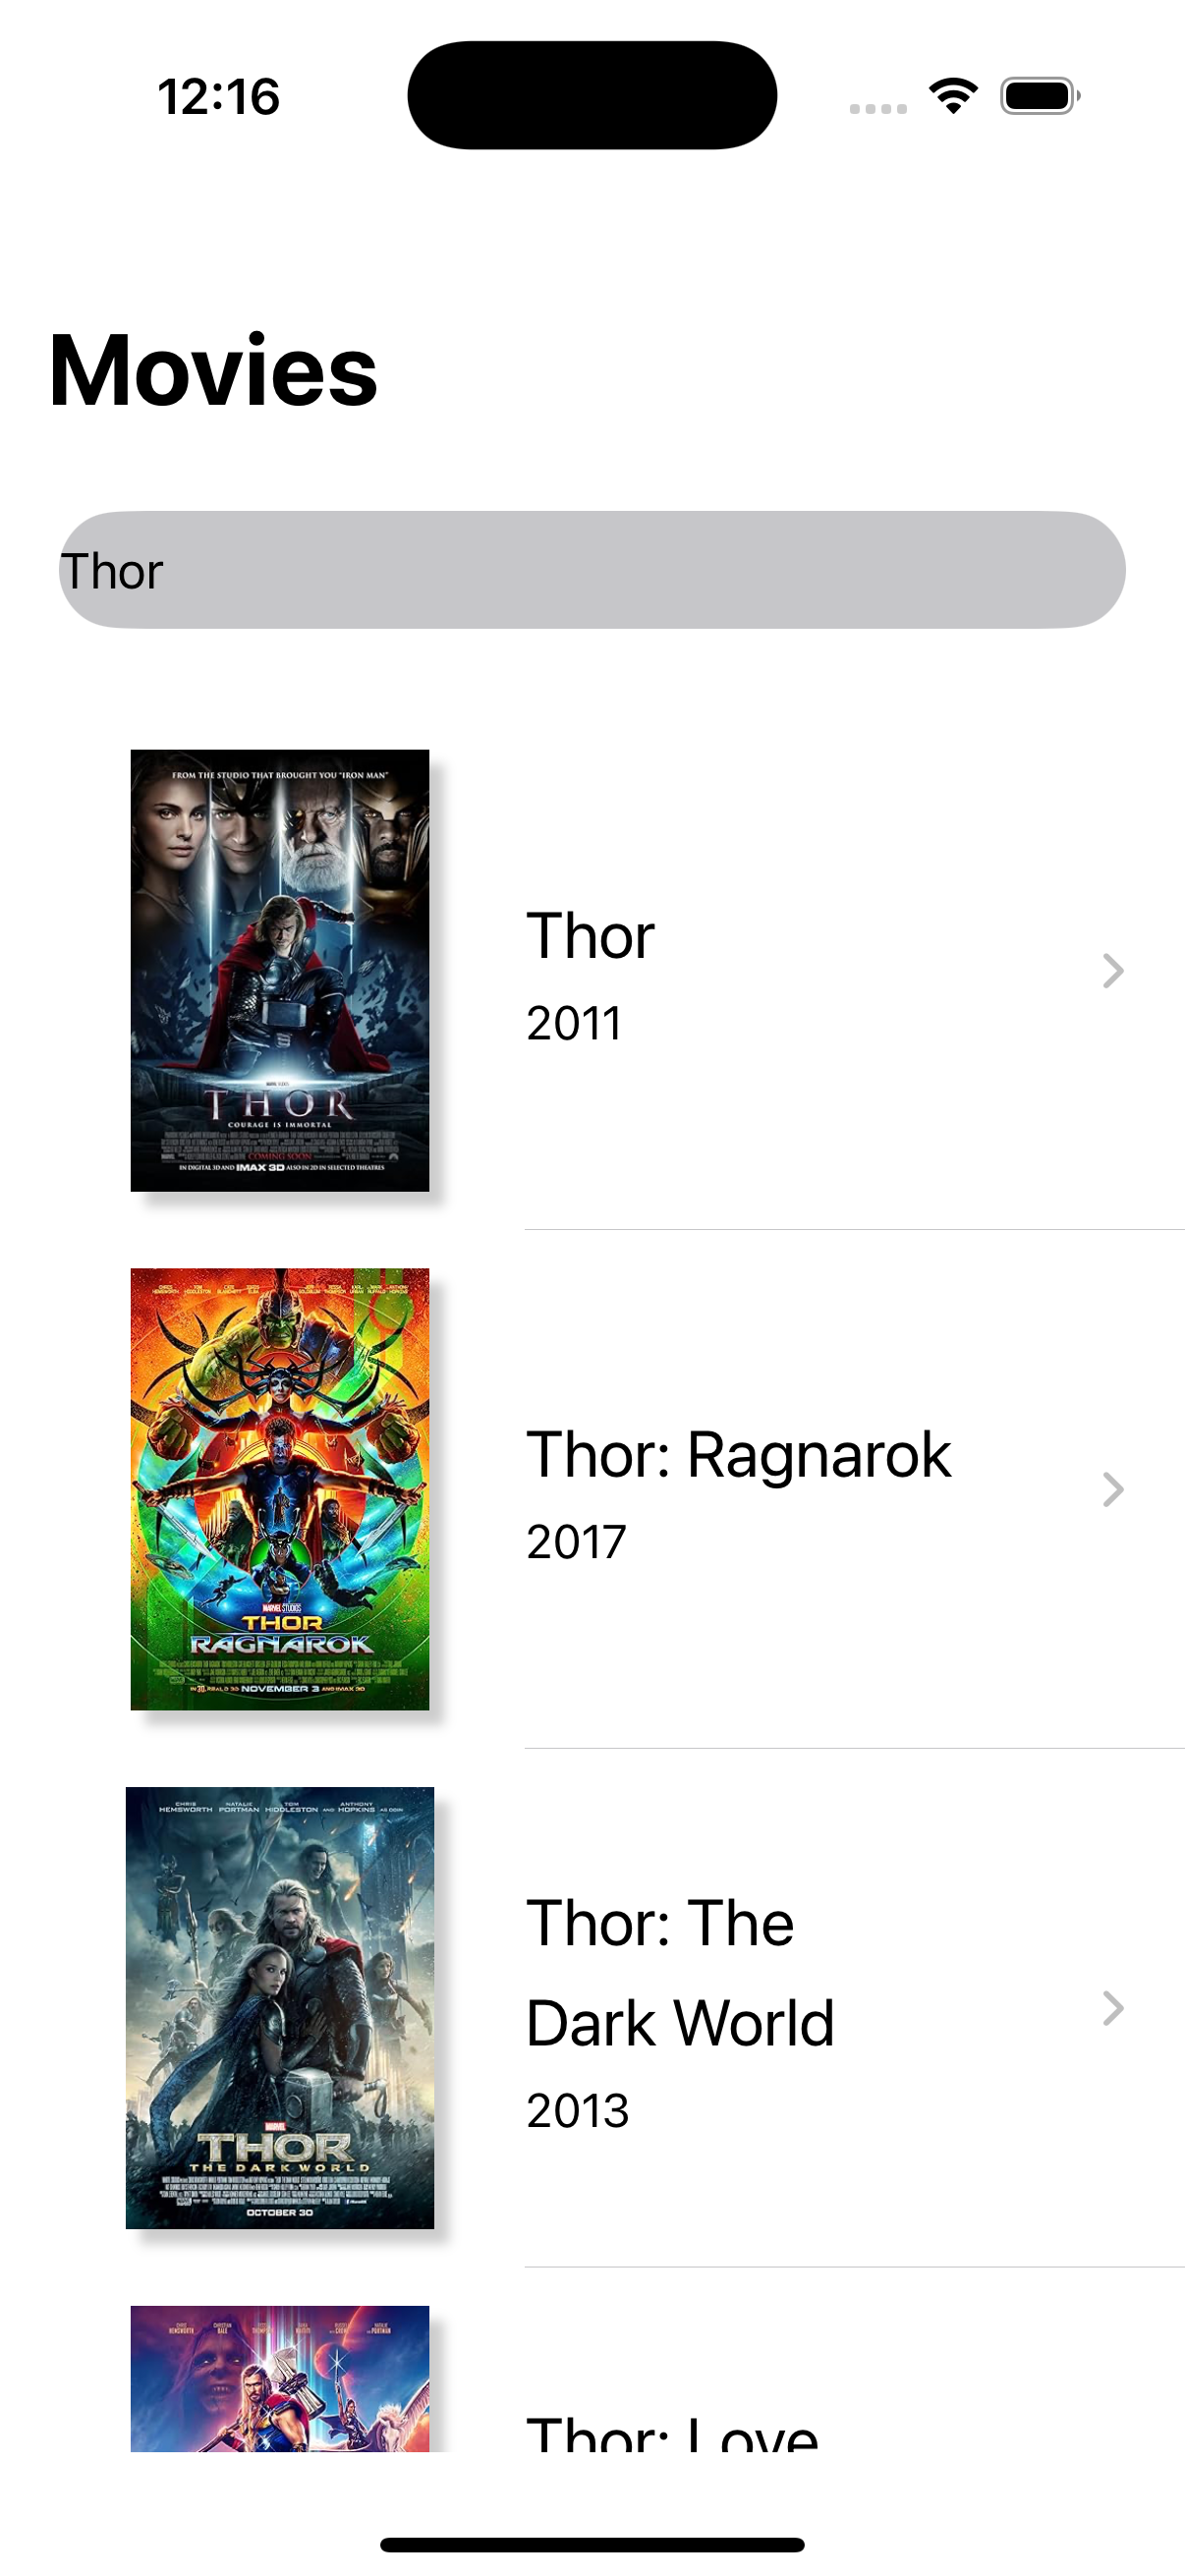 12:16
Movies
Thor
FROM THE STUDIO THAT BROUGHT YOU "IRON MAN"
THOR
COURAGE IS IMMORTAL
COMING SOON
IN DIGITAL 3D AND IMAX 3D ALSO IN 2D IN SELECTED THEATRES
Thor
2011
MARVEL STUDIOS
THOR
RAGNAROK
NOVEMBER 3
Thor: Ragnarok
2017
CHRIS HEMSWORTH NATALIE PORTMAN TOM HIDDLESTON AND ANTHONY HOPKINS AS ODIN
MARVEL
THOR
THE DARK WORLD
OCTOBER 30
Thor: The
Dark World
2013
Thor: Love